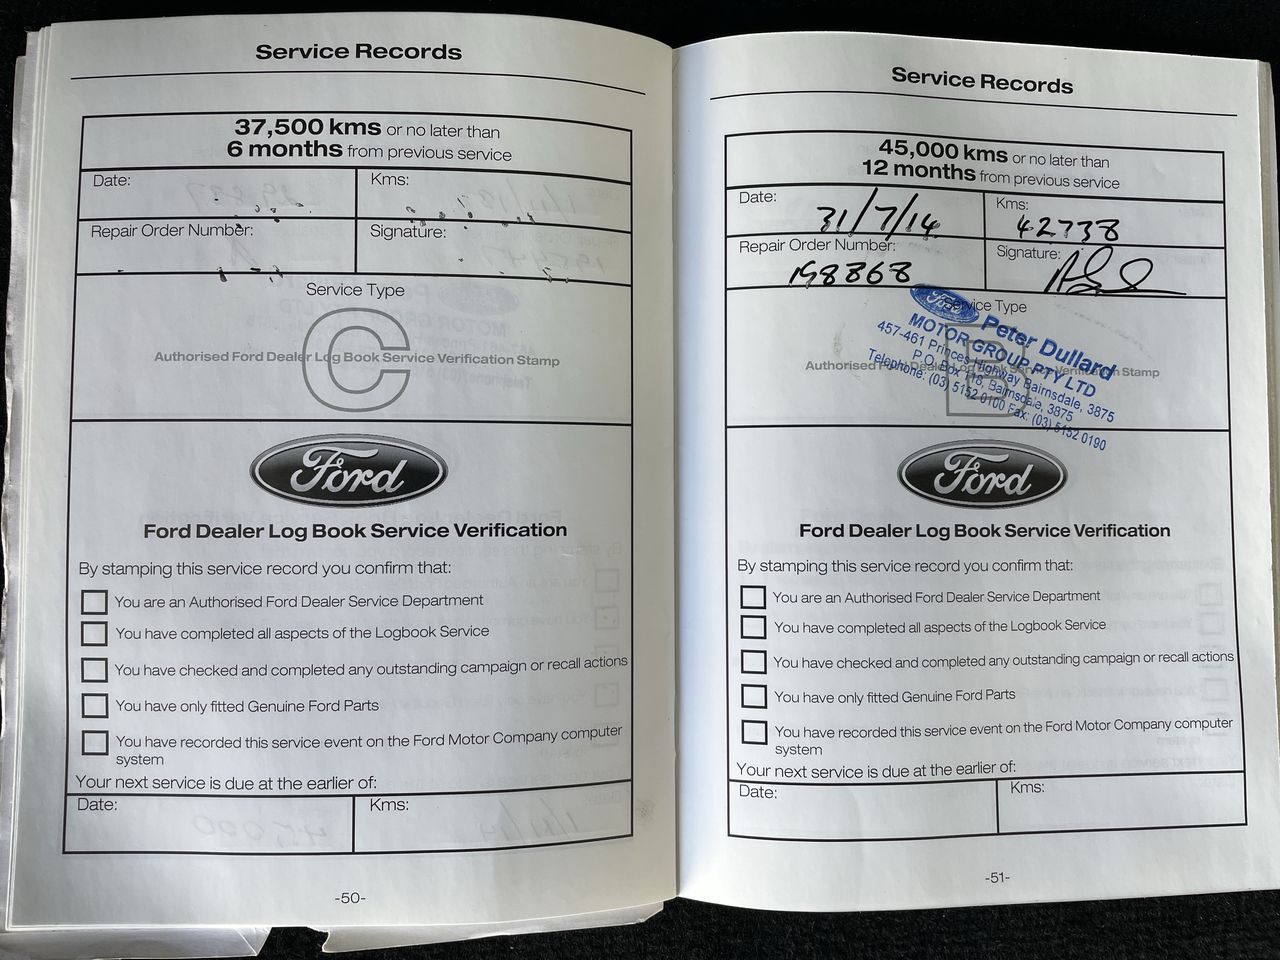 Service Records
37,500 kms or no later than
6 months from previous service
Date:
Kms:
Repair Order Number:
Signature:
Service Type
C
Authorised Ford Dealer Log Book Service Verification Stamp
Ford
Ford Dealer Log Book Service Verification
By stamping this service record you confirm that:
You are an Authorised Ford Dealer Service Department
You have completed all aspects of the Logbook Service
You have checked and completed any outstanding campaign or recall actions
You have only fitted Genuine Ford Parts
You have recorded this service event on the Ford Motor Company computer
system
Your next service is due at the earlier of:
Date:
Kms:
-50-
Service Records
45,000 kms or no later than
12 months from previous service
Date:
31/7/14
Kms:
42738
Repair Order Number:
198868
Signature:
Service Type
B
Authorised Ford Dealer Log Book Service Verification Stamp
Ford Peter Dullard
MOTOR GROUP PTY LTD
457-461 Princes Highway Bairnsdale, 3875
P.O. Box 718, Bairnsdale, 3875
Telephone: (03) 5152 0100 Fax: (03) 5152 0190
Ford
Ford Dealer Log Book Service Verification
By stamping this service record you confirm that:
You are an Authorised Ford Dealer Service Department
You have completed all aspects of the Logbook Service
You have checked and completed any outstanding campaign or recall actions
You have only fitted Genuine Ford Parts
You have recorded this service event on the Ford Motor Company computer
system
Your next service is due at the earlier of:
Date:
Kms:
-51-